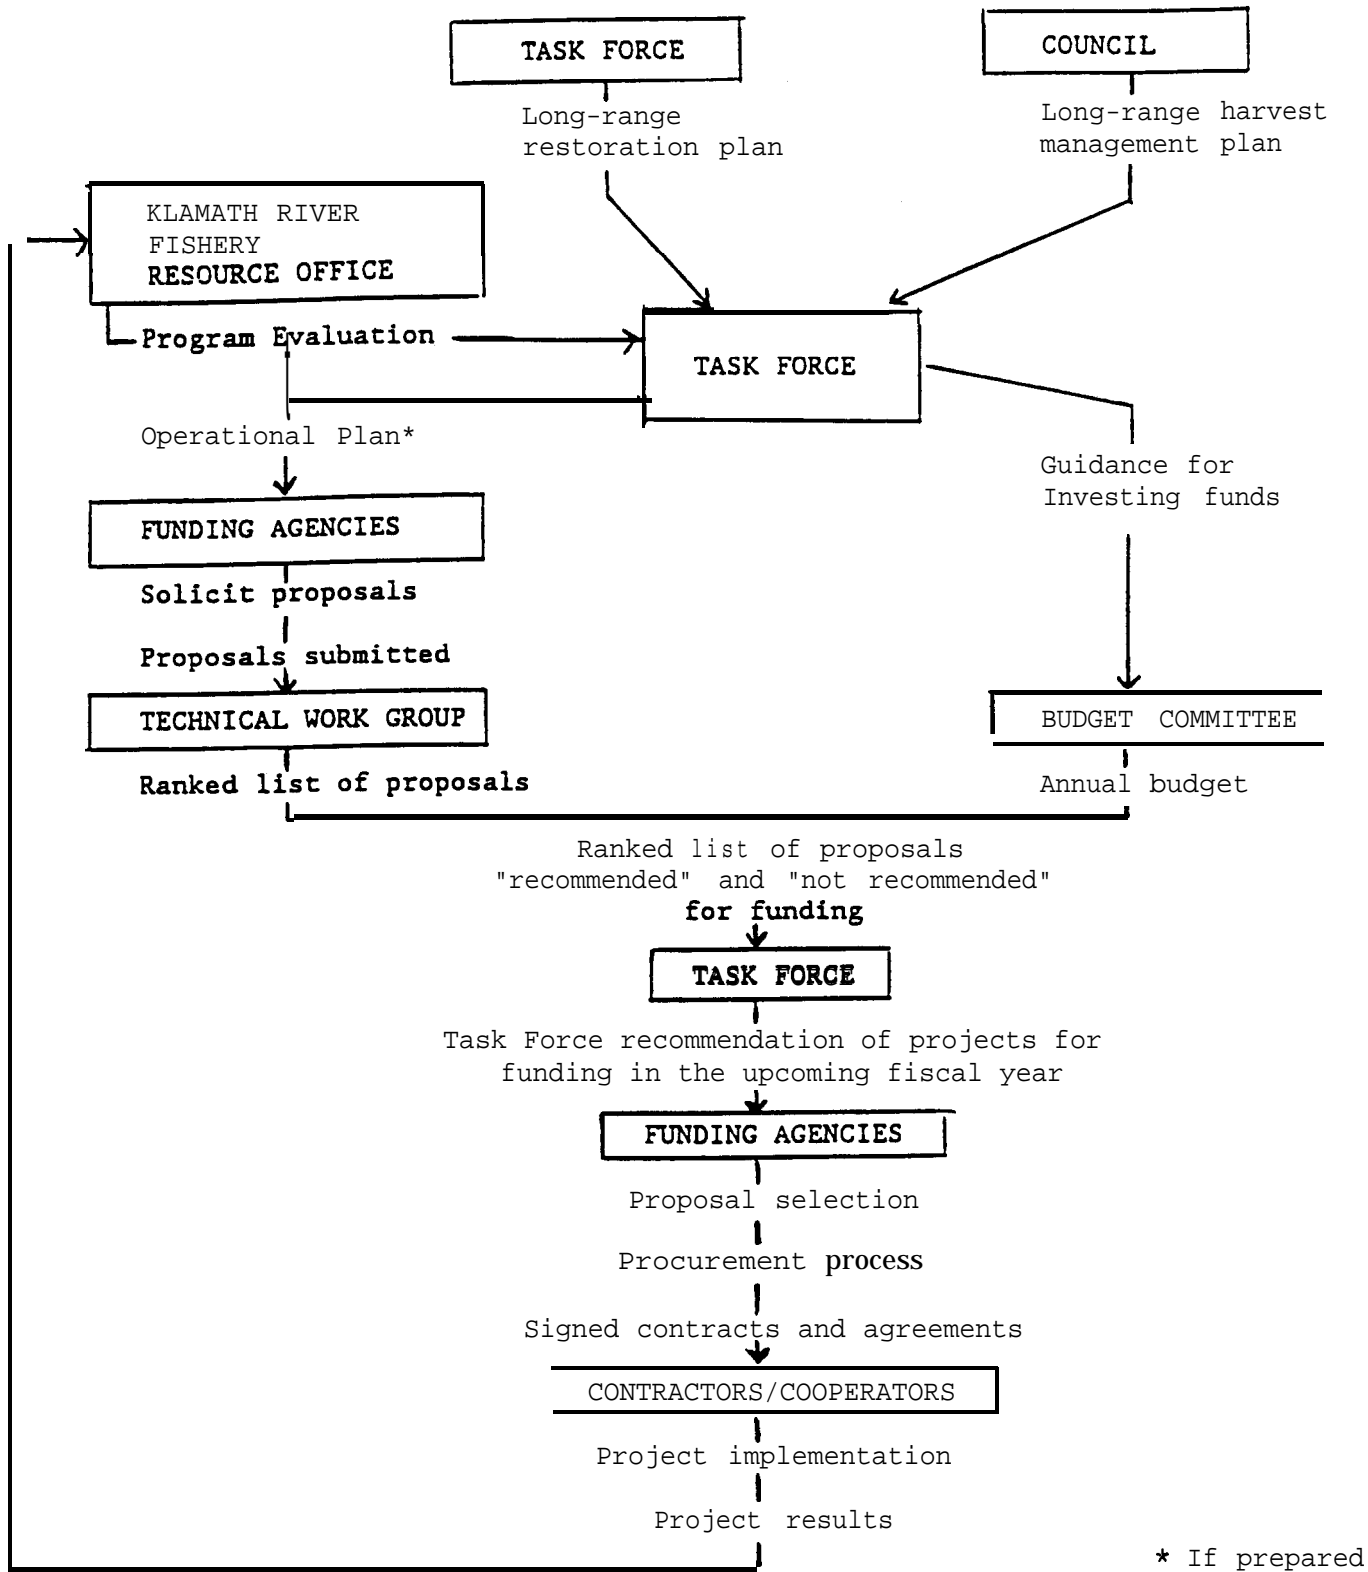 TASK FORCE
COUNCIL
Long-range
restoration plan
Long-range harvest
management plan
KLAMATH RIVER
FISHERY
RESOURCE OFFICE
Program Evaluation
TASK FORCE
Operational Plan*
Guidance for
Investing funds
FUNDING AGENCIES
Solicit proposals
Proposals submitted
TECHNICAL WORK GROUP
BUDGET COMMITTEE
Ranked list of proposals
Annual budget
Ranked list of proposals
"recommended" and "not recommended"
for funding
TASK FORCE
Task Force recommendation of projects for
funding in the upcoming fiscal year
FUNDING AGENCIES
Proposal selection
Procurement process
Signed contracts and agreements
CONTRACTORS/COOPERATORS
Project implementation
Project results
* If prepared